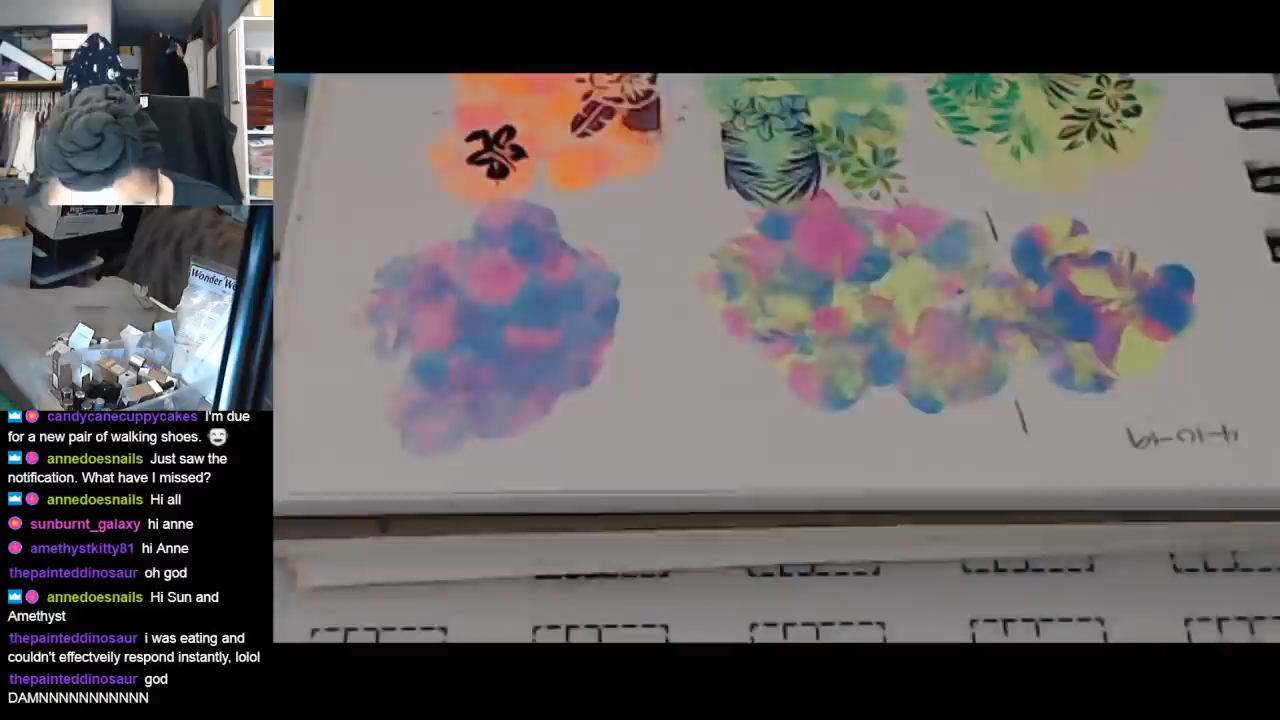 Wonder W
candycanecuppycakes I'm due
for a new pair of walking shoes.
annedoesnails Just saw the
notification. What have I missed?
annedoesnails Hi all
sunburnt_galaxy hi anne
amethystkitty81 hi Anne
thepainteddinosaur oh god
annedoesnails Hi Sun and
Amethyst
thepainteddinosaur i was eating and
couldn't effectveily respond instantly, lolol
thepainteddinosaur god
DAMNNNNNNNNNNN